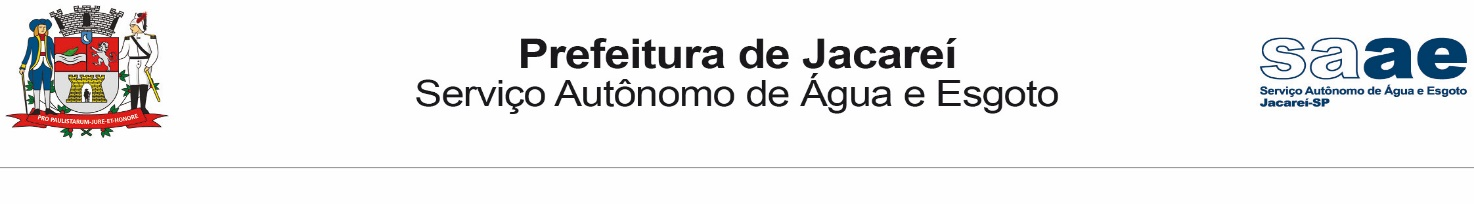 Prefeitura de Jacareí
Serviço Autônomo de Água e Esgoto
saae
Serviço Autônomo de Água e Esgoto
Jacareí-SP
PRO PAULISTARUM-JURE-ET-HONORE